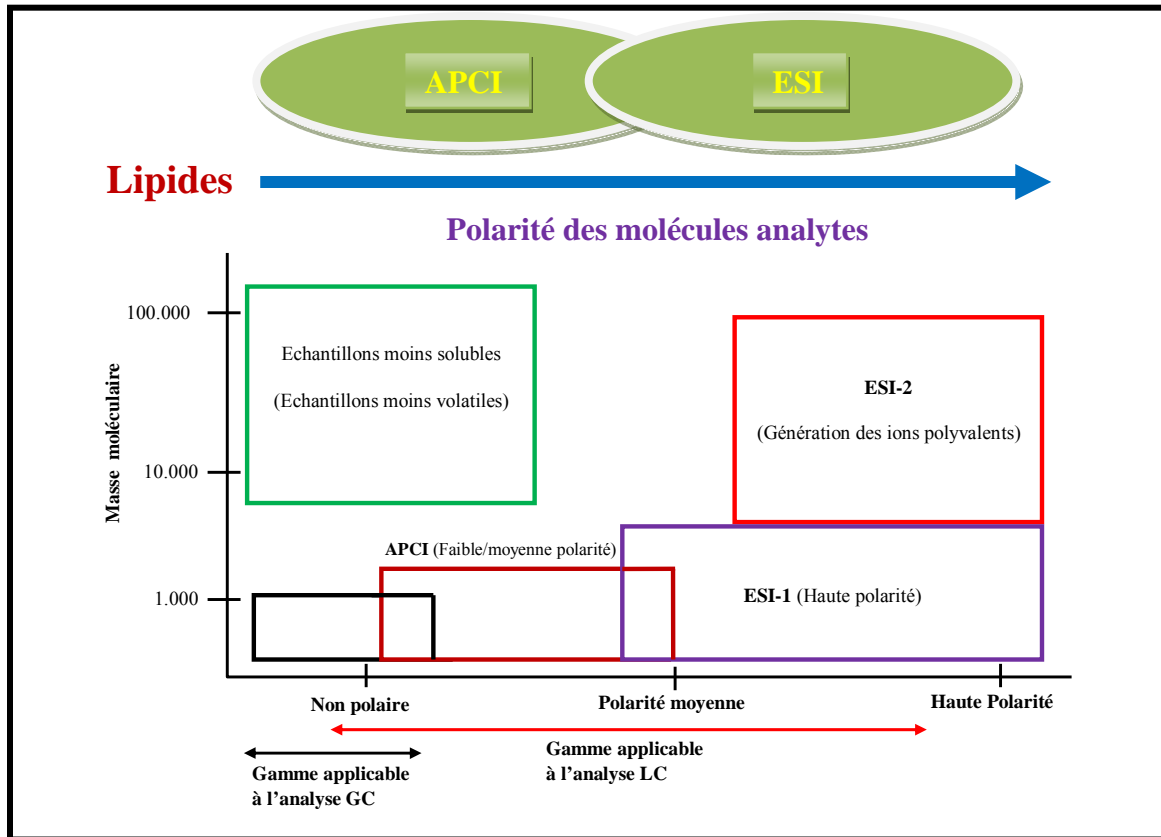 APCI
ESI
Lipides
Polarité des molécules analytes
Masse moléculaire
100.000
10.000
1.000
Echantillons moins solubles
(Echantillons moins volatiles)
ESI-2
(Génération des ions polyvalents)
APCI (Faible/moyenne polarité)
ESI-1 (Haute polarité)
Non polaire
Polarité moyenne
Haute Polarité
Gamme applicable
à l'analyse GC
Gamme applicable
à l'analyse LC